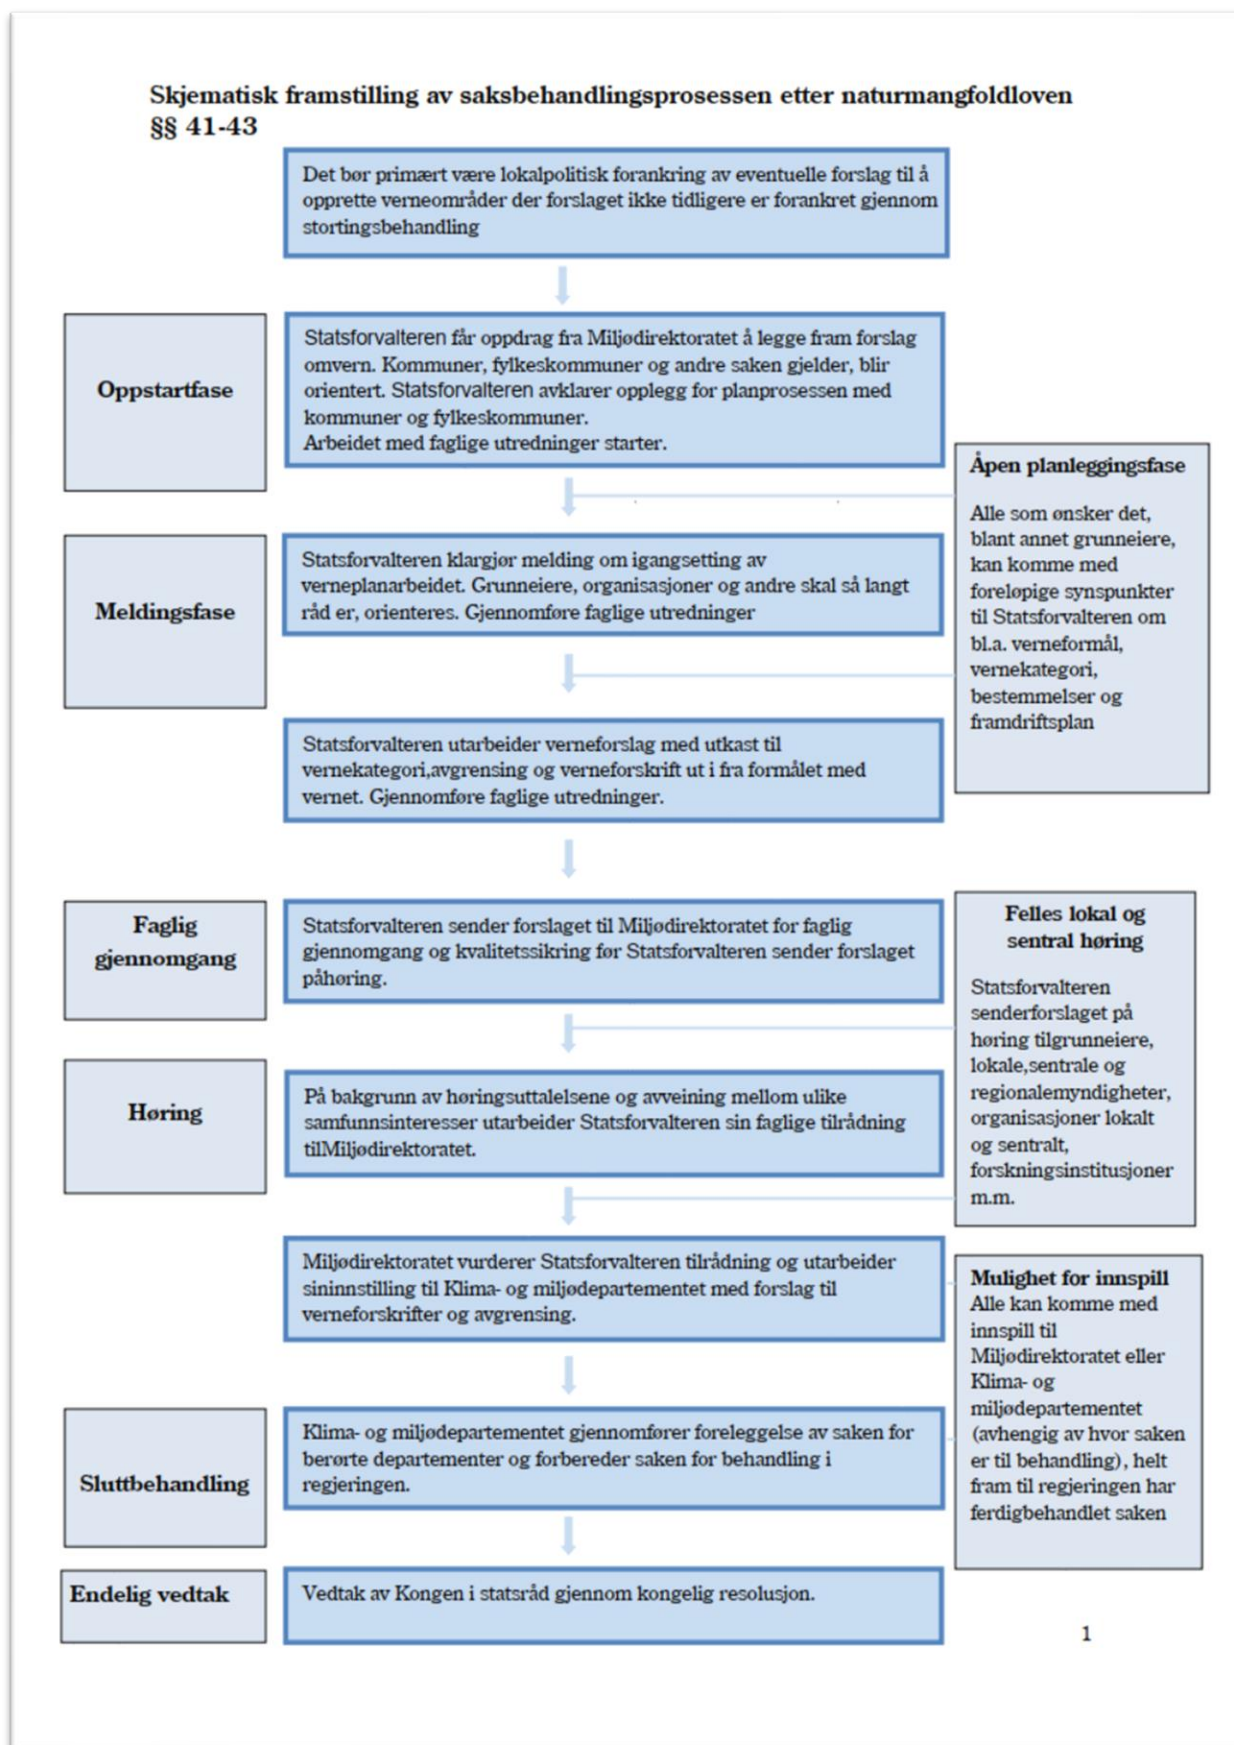 Skjematisk framstilling av saksbehandlingsprosessen etter naturmangfoldloven
§§ 41-43
Det bør primært være lokalpolitisk forankring av eventuelle forslag til å
opprette verneområder der forslaget ikke tidligere er forankret gjennom
stortingsbehandling
Oppstartfase
Statsforvalteren får oppdrag fra Miljødirektoratet å legge fram forslag
omvern. Kommuner, fylkeskommuner og andre saken gjelder, blir
orientert. Statsforvalteren avklarer opplegg for planprosessen med
kommuner og fylkeskommuner.
Arbeidet med faglige utredninger starter.
Åpen planleggingsfase
Alle som ønsker det,
blant annet grunneiere,
kan komme med
foreløpige synspunkter
til Statsforvalteren om
bl.a. verneformål,
vernekategori,
bestemmelser og
framdriftsplan
Meldingsfase
Statsforvalteren klargjør melding om igangsetting av
verneplanarbeidet. Grunneiere, organisasjoner og andre skal så langt
råd er, orienteres. Gjennomføre faglige utredninger
Statsforvalteren utarbeider verneforslag med utkast til
vernekategori,avgrensing og verneforskrift ut i fra formålet med
vernet. Gjennomføre faglige utredninger.
Faglig
gjennomgang
Statsforvalteren sender forslaget til Miljødirektoratet for faglig
gjennomgang og kvalitetssikring før Statsforvalteren sender forslaget
påhøring.
Felles lokal og
sentral høring
Statsforvalteren
senderforslaget på
høring tilgrunneiere,
lokale,sentrale og
regionalemyndigheter,
organisasjoner lokalt
og sentralt,
forskningsinstitusjoner
m.m.
Høring
På bakgrunn av høringsuttalelsene og avveining mellom ulike
samfunnsinteresser utarbeider Statsforvalteren sin faglige tilrådning
tilMiljødirektoratet.
Miljødirektoratet vurderer Statsforvalteren tilrådning og utarbeider
sininnstilling til Klima- og miljødepartementet med forslag til
verneforskrifter og avgrensing.
Mulighet for innspill
Alle kan komme med
innspill til
Miljødirektoratet eller
Klima- og
miljødepartementet
(avhengig av hvor saken
er til behandling), helt
fram til regjeringen har
ferdigbehandlet saken
Sluttbehandling
Klima- og miljødepartementet gjennomfører foreleggelse av saken for
berørte departementer og forbereder saken for behandling i
regjeringen.
Endelig vedtak
Vedtak av Kongen i statsråd gjennom kongelig resolusjon.
1